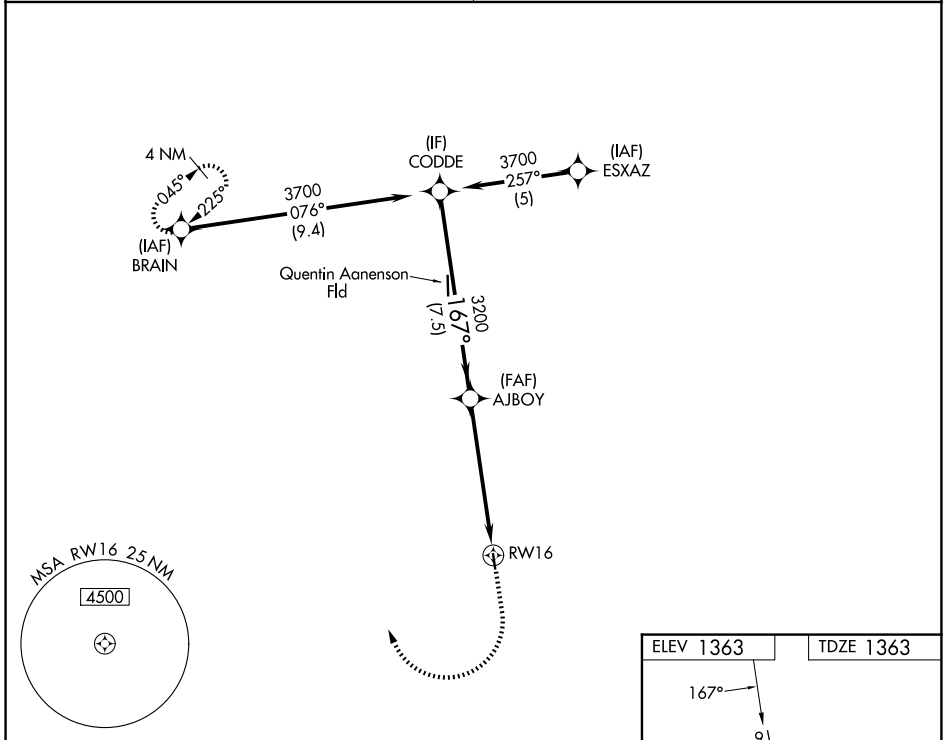 (IF)
CODDE
4 NM
045°
225°
3700
076°
(9.4)
3700
257°
(5)
(IAF)
ESXAZ
(IAF)
BRAIN
Quentin Aanenson
Fld
3200
167°
(7.5)
(FAF)
AJBOY
RW16
MSA RW16 25 NM
4500
ELEV 1363
TDZE 1363
167°